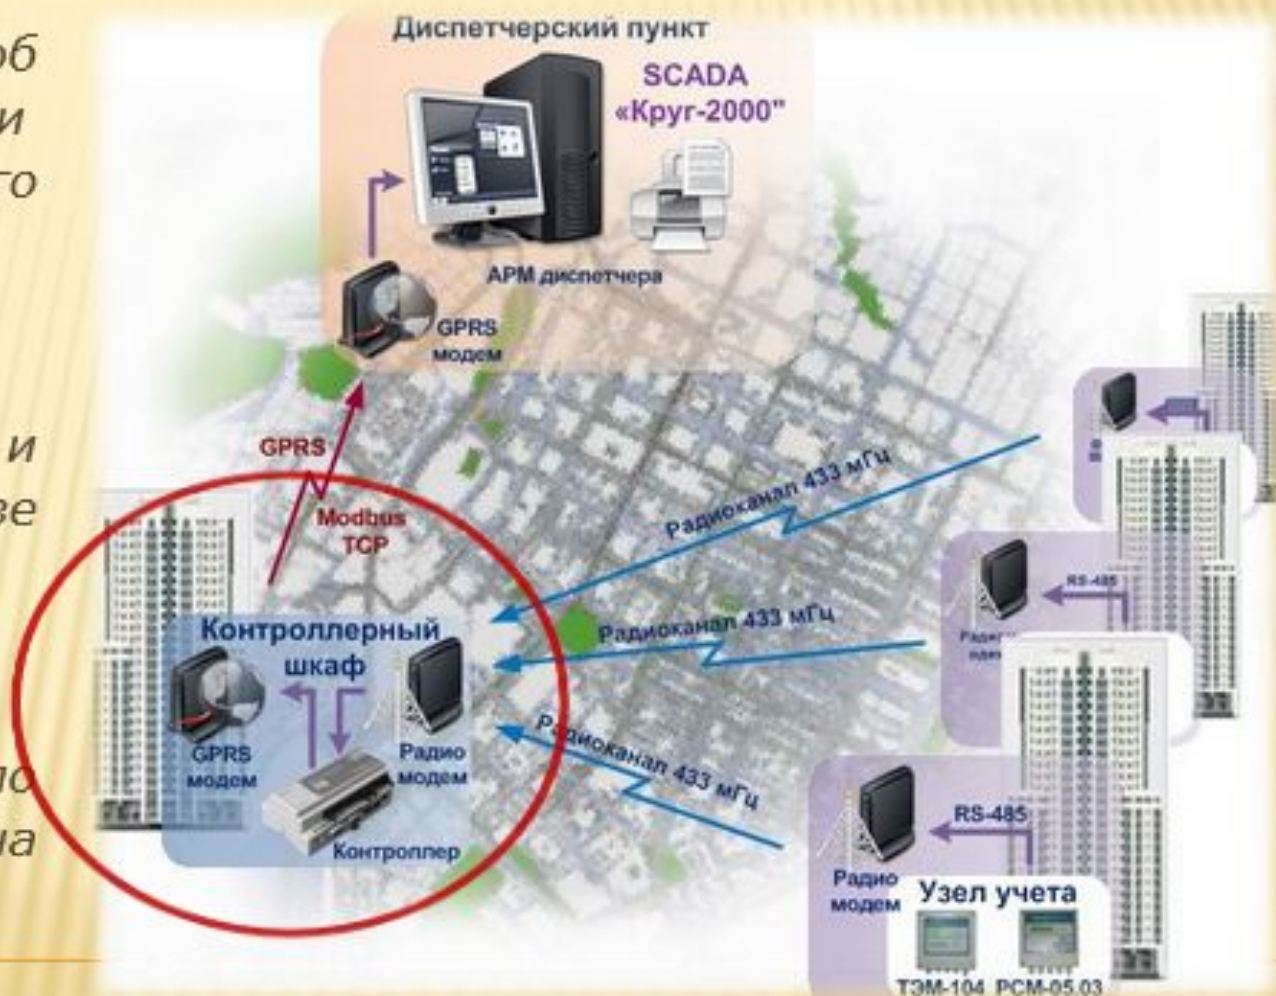 Диспетчерский пункт
SCADA
«Круг-2000"
АРМ диспетчера
GPRS
модем
и
GPRS
Modbus
TCP
Радиоканал 433 мГц
RS-485
Радиоканал 433 мГц
Контроллерный
шкаф
GPRS
модем
Радио
модем
Контроллер
Радиоканал 433 мГц
RS-485
Радио
модем
Узел учета
ТЭМ-104 РСМ-05.03